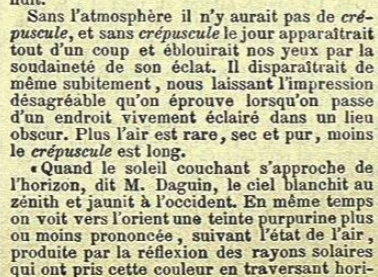 nuit.
Sans l'atmosphère il n'y aurait pas de cré-
puscule, et sans crépuscule le jour apparaîtrait
tout d'un coup et éblouirait nos yeux par la
soudaineté de son éclat. Il disparaîtrait de
même subitement, nous laissant l'impression
désagréable qu'on éprouve lorsqu'on passe
d'un endroit vivement éclairé dans un lieu
obscur. Plus l'air est rare, sec et pur, moins
le crépuscule est long.
« Quand le soleil couchant s'approche de
l'horizon, dit M. Daguin, le ciel blanchit au
zénith et jaunit à l'occident. En même temps
on voit vers l'orient une teinte purpurine plus
ou moins prononcée, suivant l'état de l'air,
produite par la réflexion des rayons solaires
qui ont pris cette couleur en traversant hori-